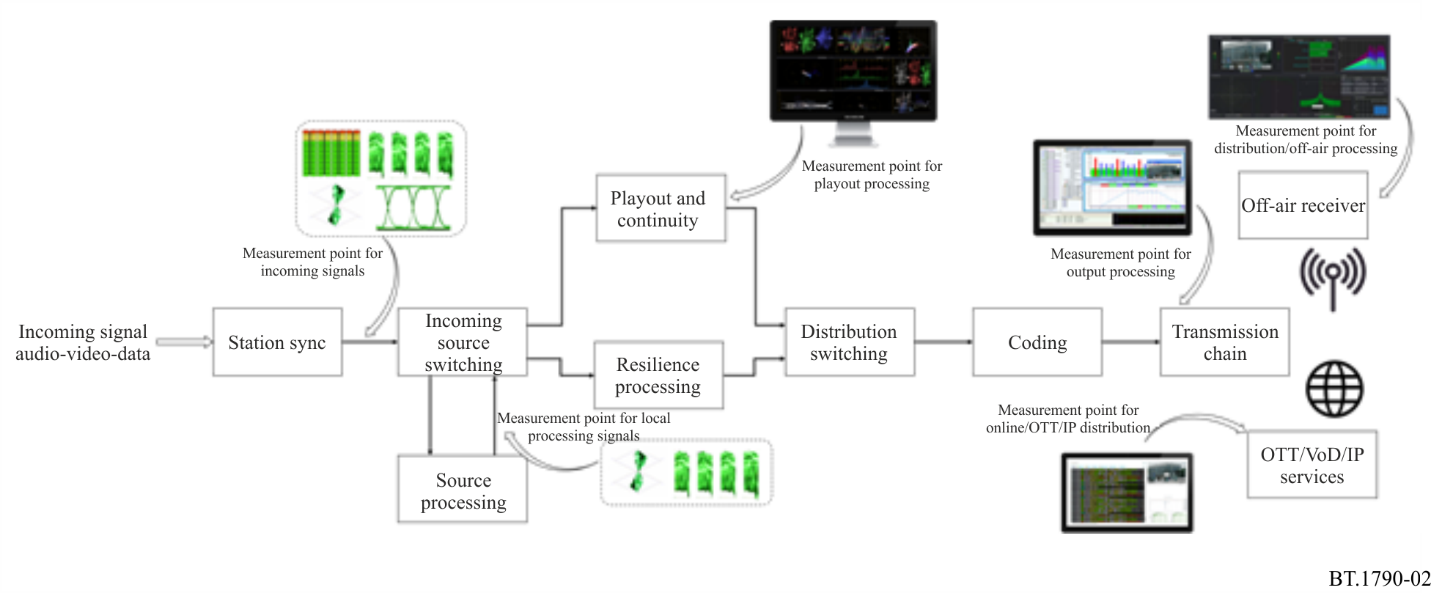 Measurement point for
distribution/off-air processing
Measurement point for
playout processing
Playout and
continuity
Off-air receiver
Measurement point for
incoming signals
Measurement point for
output processing
Incoming signal
audio-video-data
Station sync
Incoming
source
switching
Resilience
processing
Distribution
switching
Coding
Transmission
chain
Measurement point for local
processing signals
Measurement point for
online/OTT/IP distribution
Source
processing
OTT/VoD/IP
services
BT.1790-02